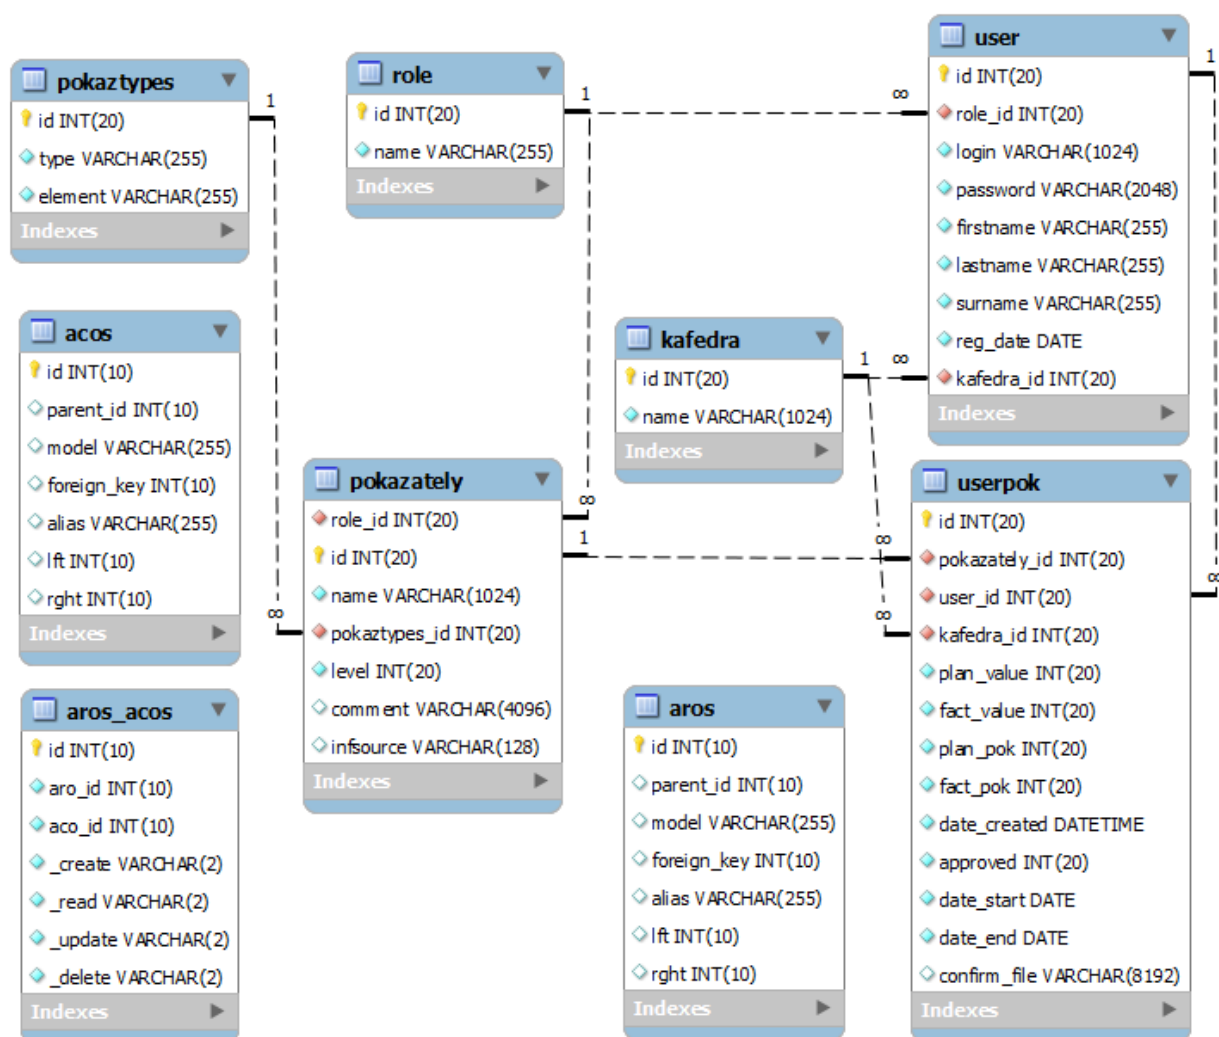 pokaztypes
id INT(20)
type VARCHAR(255)
element VARCHAR(255)
Indexes
1
role
id INT(20)
name VARCHAR(255)
Indexes
1
∞
user
id INT(20)
role_id INT(20)
login VARCHAR(1024)
password VARCHAR(2048)
firstname VARCHAR(255)
lastname VARCHAR(255)
surname VARCHAR(255)
reg_date DATE
kafedra_id INT(20)
Indexes
1
acos
id INT(10)
parent_id INT(10)
model VARCHAR(255)
foreign_key INT(10)
alias VARCHAR(255)
lft INT(10)
rght INT(10)
Indexes
kafedra
id INT(20)
name VARCHAR(1024)
Indexes
1
∞
pokazately
role_id INT(20)
id INT(20)
name VARCHAR(1024)
pokaztypes_id INT(20)
level INT(20)
comment VARCHAR(4096)
infsource VARCHAR(128)
Indexes
∞
1
∞
userpok
id INT(20)
pokazately_id INT(20)
user_id INT(20)
kafedra_id INT(20)
plan_value INT(20)
fact_value INT(20)
plan_pok INT(20)
fact_pok INT(20)
date_created DATETIME
approved INT(20)
date_start DATE
date_end DATE
confirm_file VARCHAR(8192)
Indexes
∞
∞
∞
aros_acos
id INT(10)
aro_id INT(10)
aco_id INT(10)
_create VARCHAR(2)
_read VARCHAR(2)
_update VARCHAR(2)
_delete VARCHAR(2)
Indexes
aros
id INT(10)
parent_id INT(10)
model VARCHAR(255)
foreign_key INT(10)
alias VARCHAR(255)
lft INT(10)
rght INT(10)
Indexes